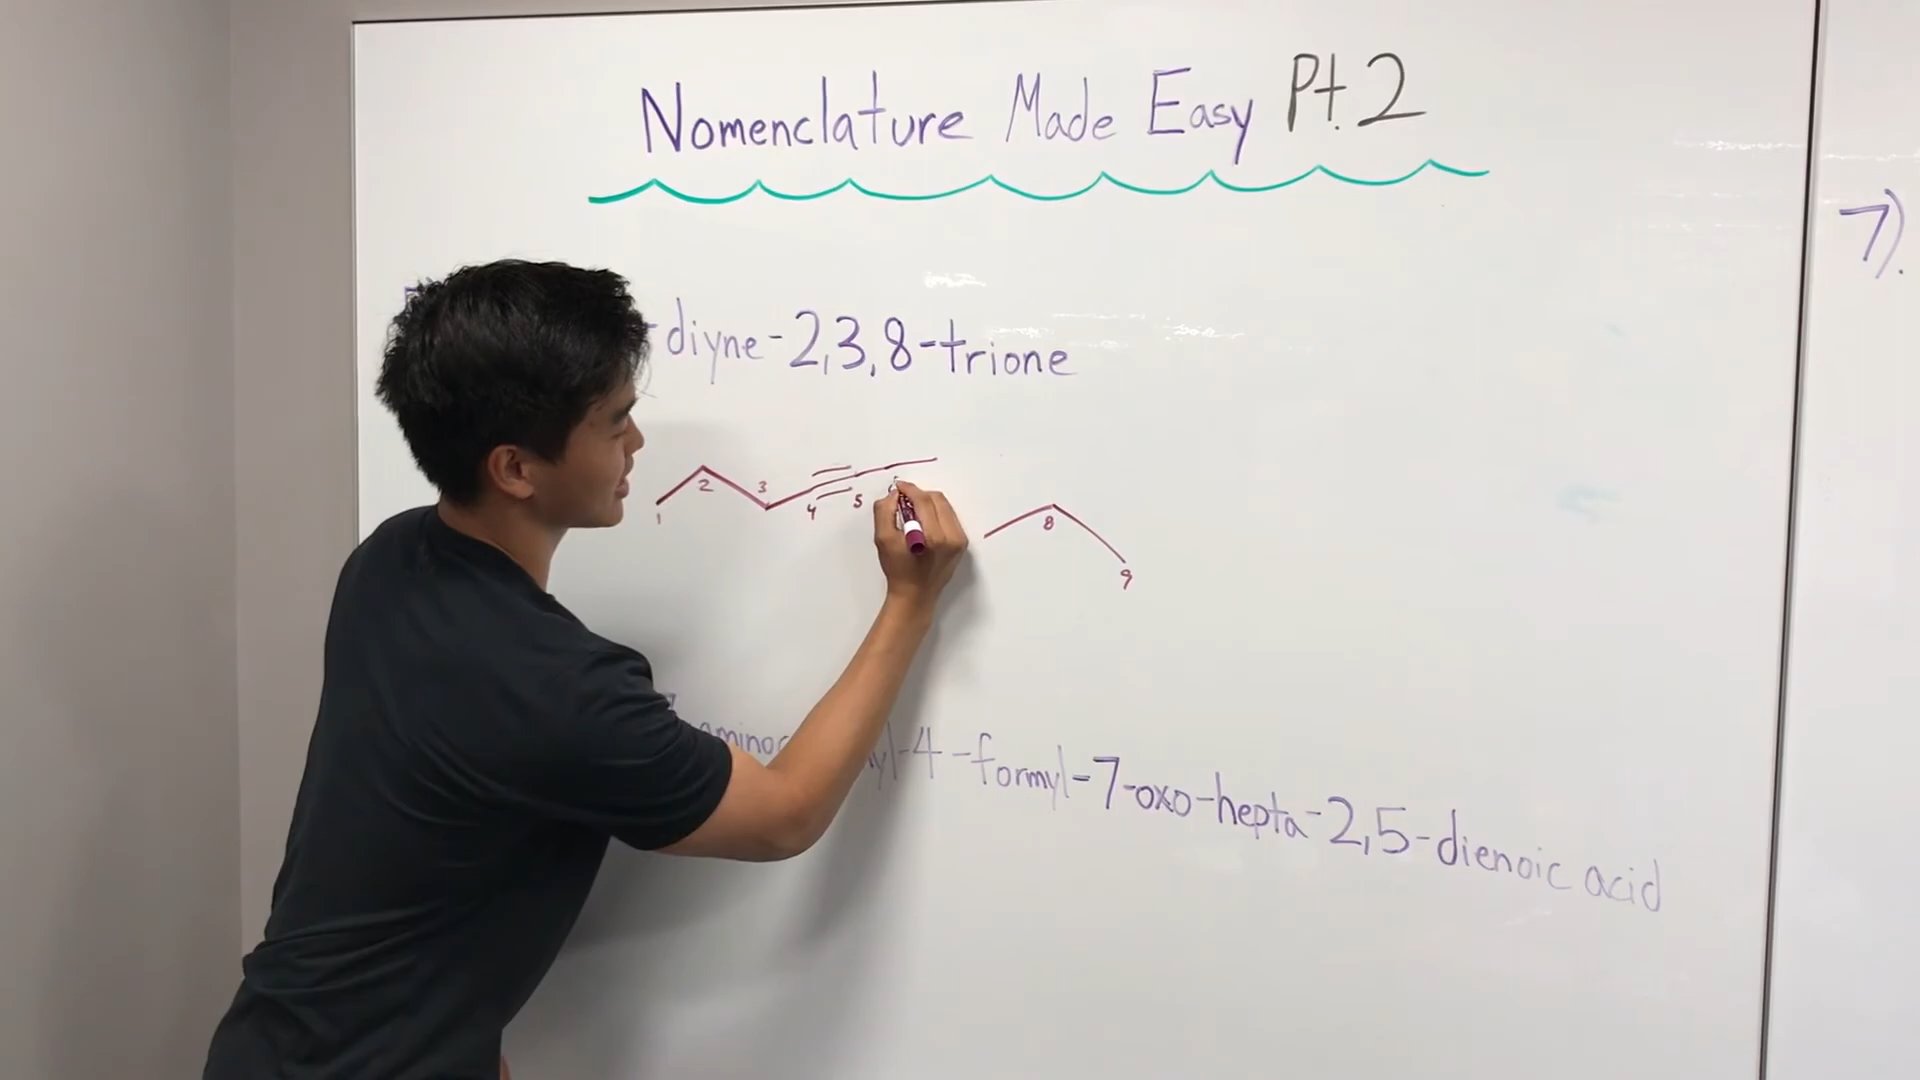 Nomenclature Made Easy Pt. 2
7).
-diyne-2,3,8-trione
1 2 3 4 5 8 9
-4-formyl-7-oxo-hepta-2,5-dienoic acid